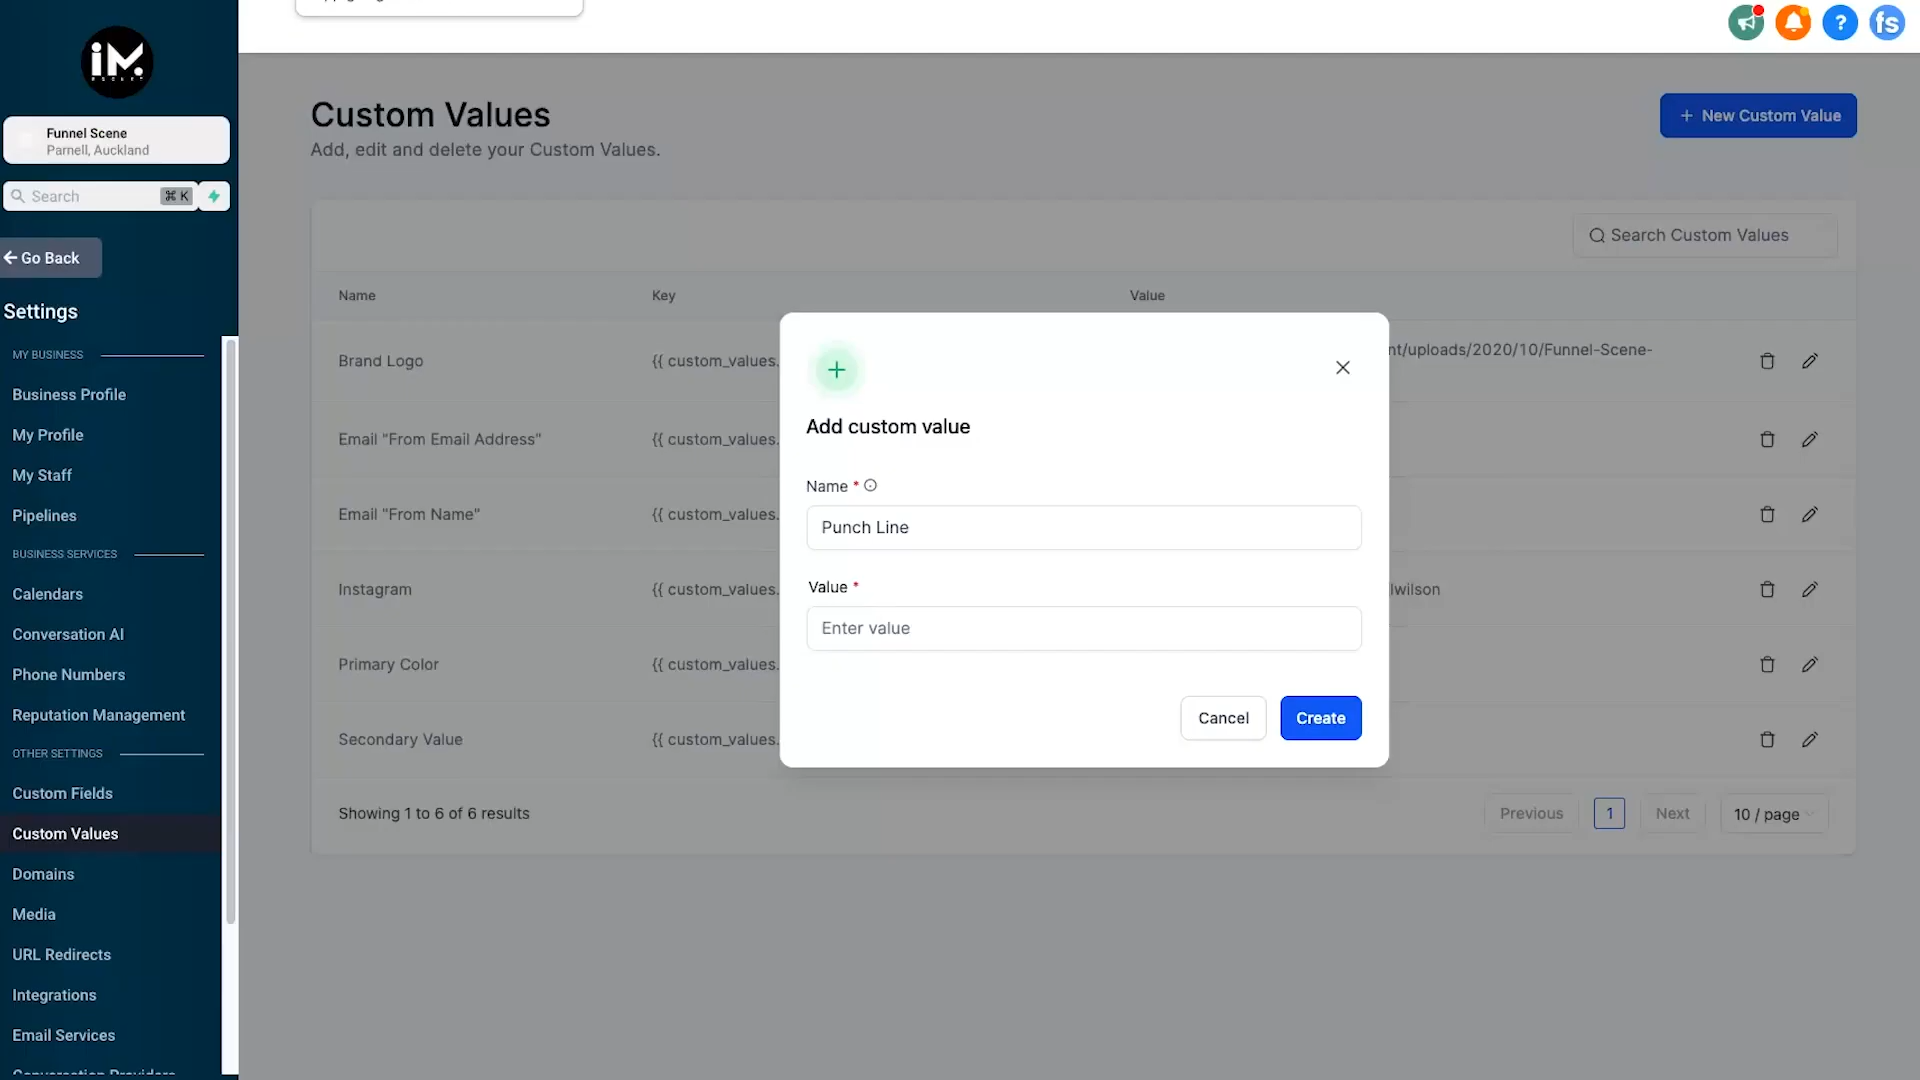 iM.
Funnel Scene
Parnell, Auckland
Search
⌘ K
Go Back
Settings
MY BUSINESS
Business Profile
My Profile
My Staff
Pipelines
BUSINESS SERVICES
Calendars
Conversation AI
Phone Numbers
Reputation Management
OTHER SETTINGS
Custom Fields
Custom Values
Domains
Media
URL Redirects
Integrations
Email Services
Conversation Providers
?
fs
Custom Values
Add, edit and delete your Custom Values.
+ New Custom Value
Search Custom Values
Name
Key
Value
Brand Logo
{{ custom_values.
nt/uploads/2020/10/Funnel-Scene-
Email "From Email Address"
{{ custom_values.
Email "From Name"
{{ custom_values.
Instagram
{{ custom_values.
lwilson
Primary Color
{{ custom_values.
Secondary Value
{{ custom_values.
Showing 1 to 6 of 6 results
Previous
1
Next
10 / page
Add custom value
Name *
Punch Line
Value *
Enter value
Cancel
Create